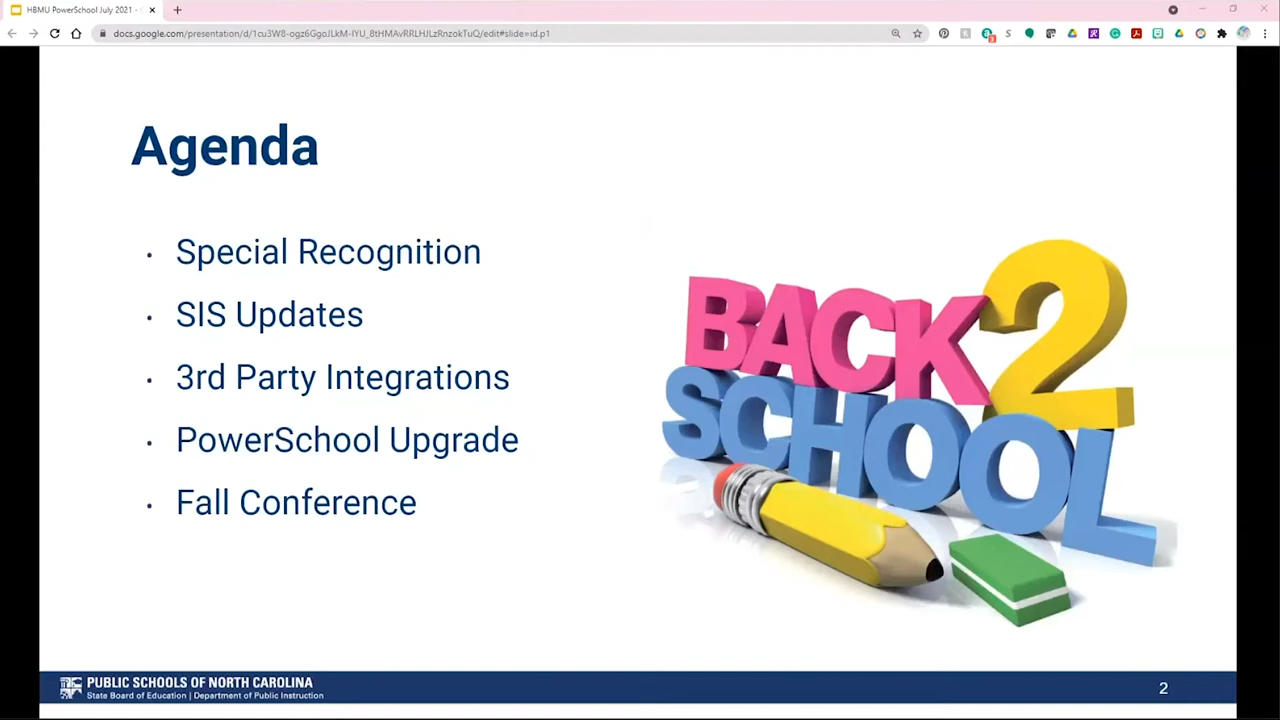 HBMU PowerSchool July 2021 -
docs.google.com/presentation/d/1cu3W8-ogz6GgoJLkM-IYU_8tHMAvRRLHJLzRnzokTuQ/edit#slide=id.p1
Agenda
• Special Recognition
• SIS Updates
• 3rd Party Integrations
• PowerSchool Upgrade
• Fall Conference
BACK 2
SCHOOL
PUBLIC SCHOOLS OF NORTH CAROLINA
State Board of Education | Department of Public Instruction
2